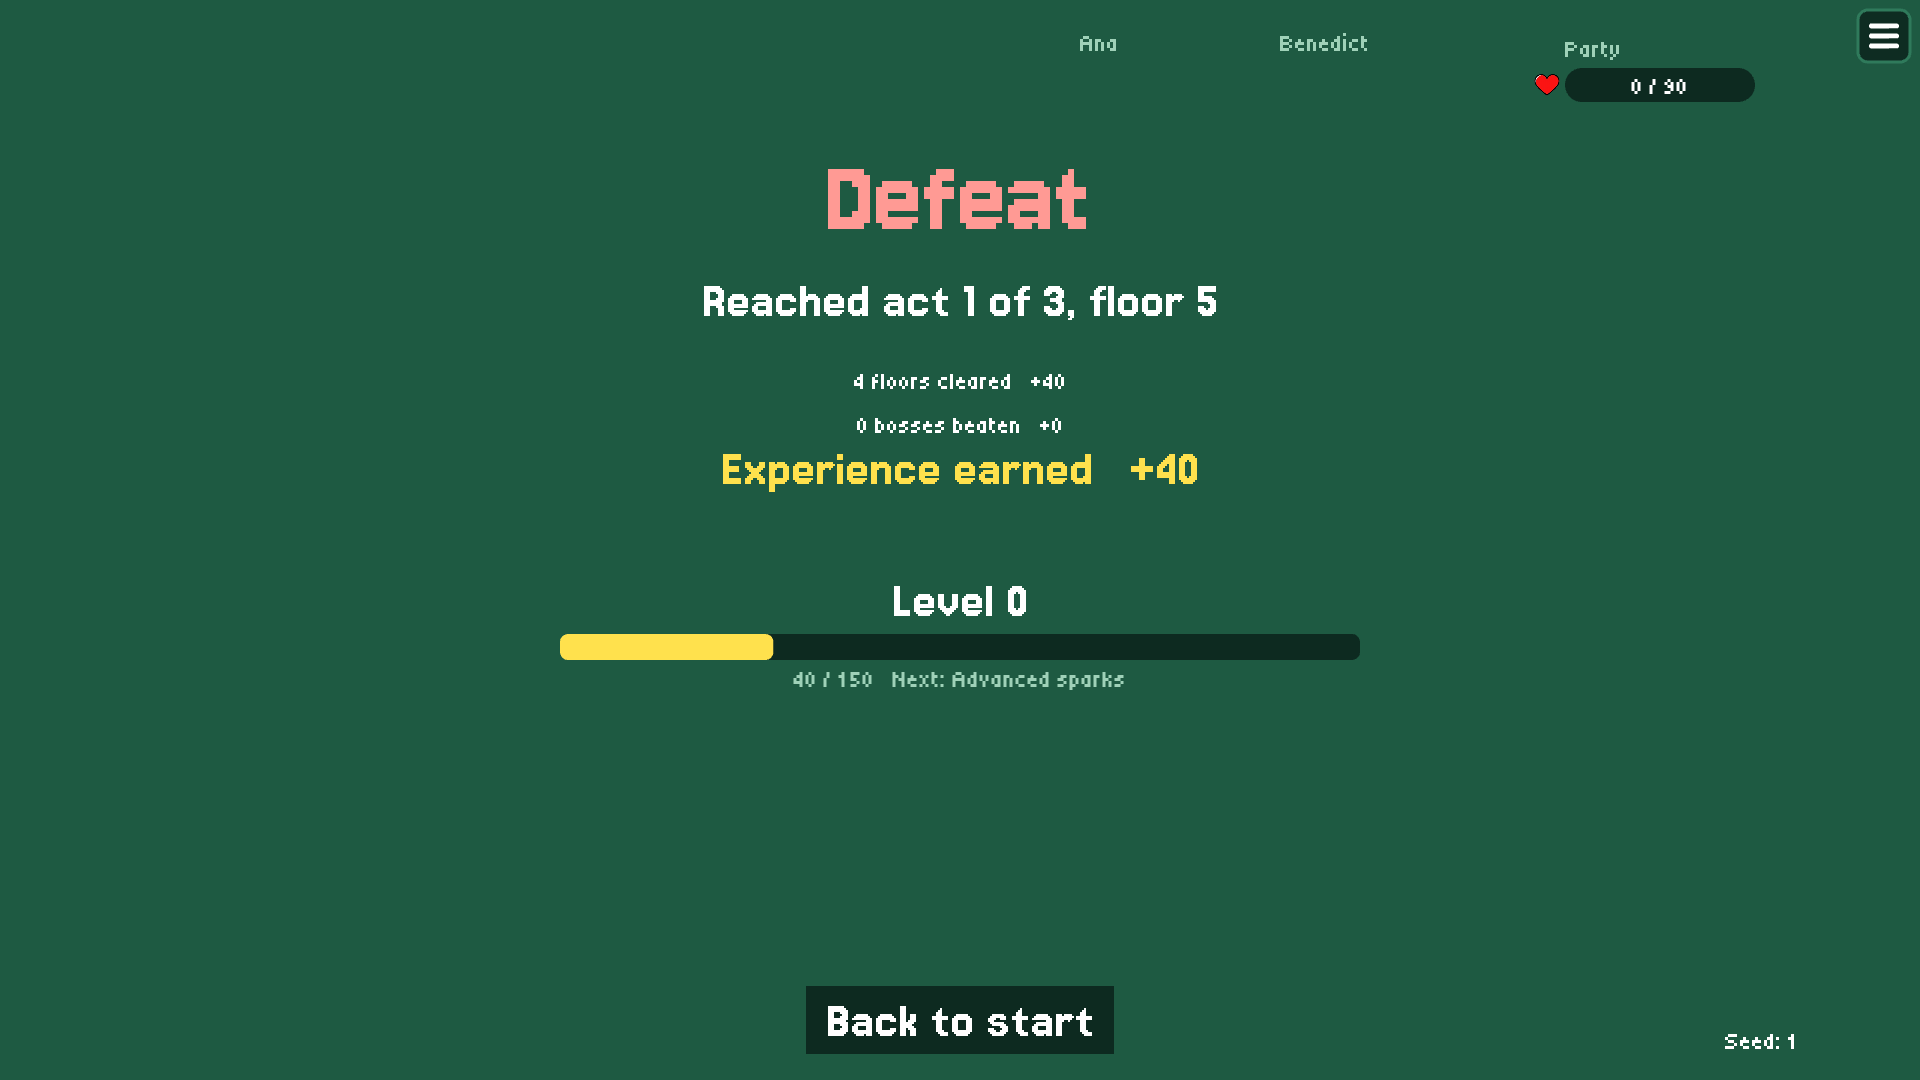 Ana
Benedict
Party
0 / 90
Defeat
Reached act 1 of 3, floor 5
4 floors cleared +40
0 bosses beaten +0
Experience earned +40
Level 0
40 / 150 Next: Advanced sparks
Back to start
Seed: 1